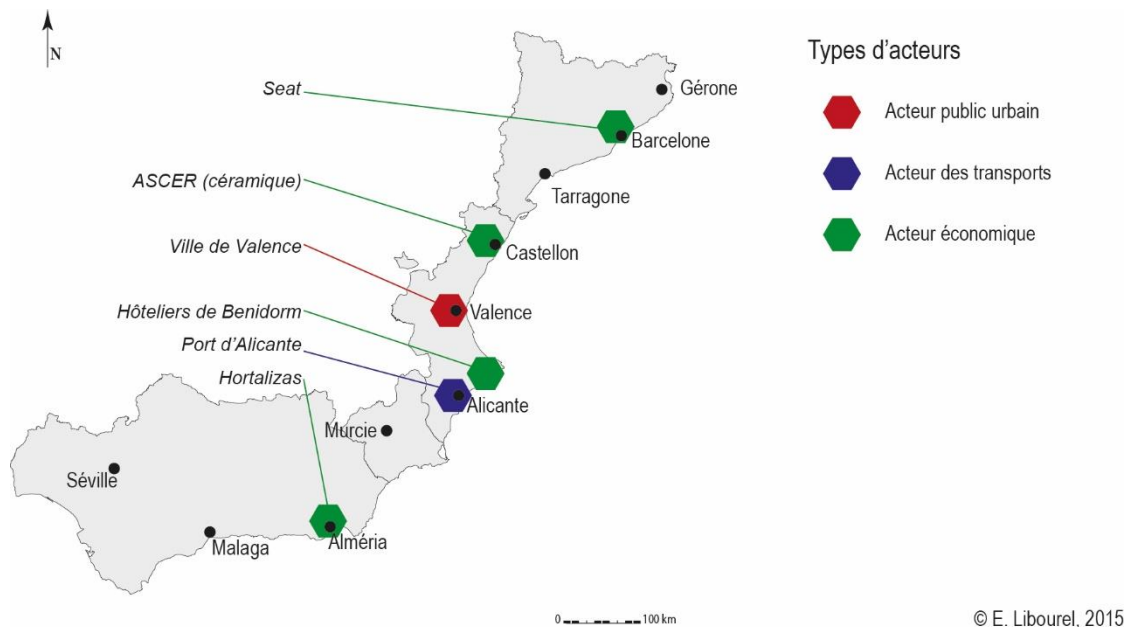 N
Seat
ASCER (céramique)
Ville de Valence
Hôteliers de Benidorm
Port d'Alicante
Hortalizas
Gérone
Barcelone
Tarragone
Castellon
Valence
Alicante
Murcie
Séville
Malaga
Alméria
Types d'acteurs
Acteur public urbain
Acteur des transports
Acteur économique
0 100 km
© E. Libourel, 2015